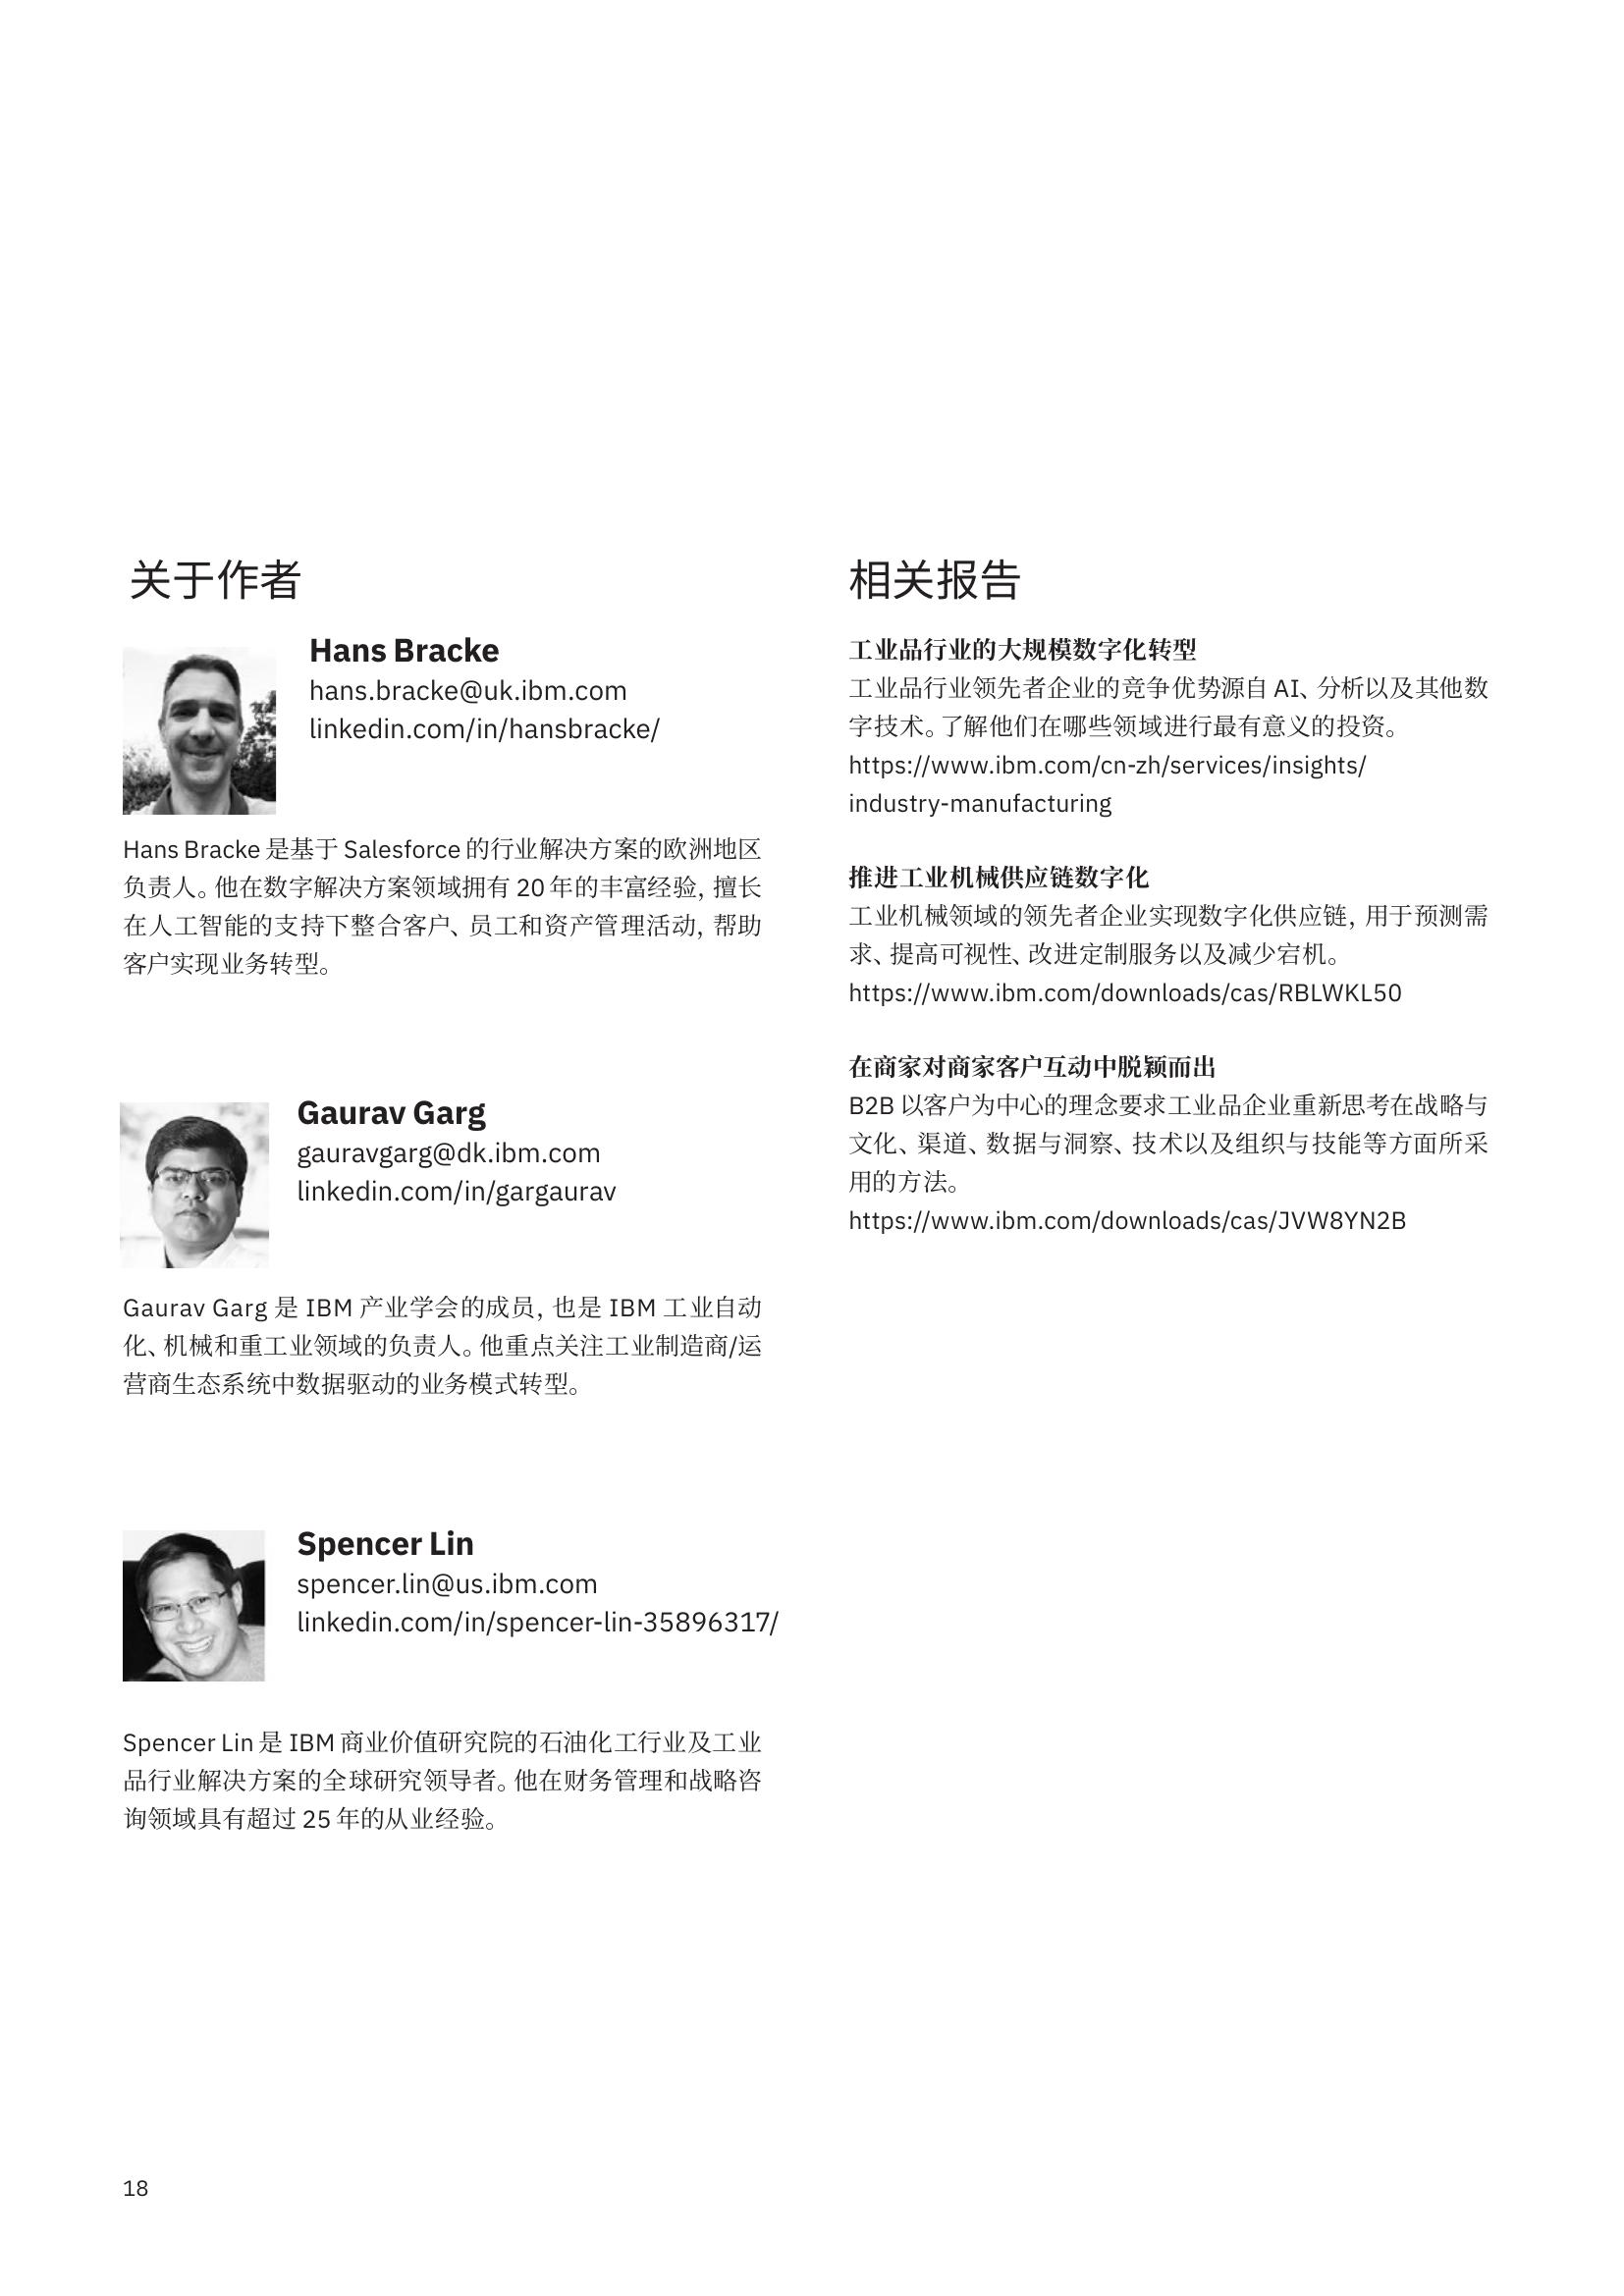 关于作者
Hans Bracke
hans.bracke@uk.ibm.com
linkedin.com/in/hansbracke/
Hans Bracke 是基于 Salesforce 的行业解决方案的欧洲地区
负责人。他在数字解决方案领域拥有 20 年的丰富经验，擅长
在人工智能的支持下整合客户、员工和资产管理活动，帮助
客户实现业务转型。
Gaurav Garg
gauravgarg@dk.ibm.com
linkedin.com/in/gargaurav
Gaurav Garg 是 IBM 产业学会的成员，也是 IBM 工业自动
化、机械和重工业领域的负责人。他重点关注工业制造商/运
营商生态系统中数据驱动的业务模式转型。
Spencer Lin
spencer.lin@us.ibm.com
linkedin.com/in/spencer-lin-35896317/
Spencer Lin 是 IBM 商业价值研究院的石油化工行业及工业
品行业解决方案的全球研究领导者。他在财务管理和战略咨
询领域具有超过 25 年的从业经验。
相关报告
工业品行业的大规模数字化转型
工业品行业领先者企业的竞争优势源自 AI、分析以及其他数
字技术。了解他们在哪些领域进行最有意义的投资。
https://www.ibm.com/cn-zh/services/insights/
industry-manufacturing
推进工业机械供应链数字化
工业机械领域的领先者企业实现数字化供应链，用于预测需
求、提高可视性、改进定制服务以及减少宕机。
https://www.ibm.com/downloads/cas/RBLWKL50
在商家对商家客户互动中脱颖而出
B2B 以客户为中心的理念要求工业品企业重新思考在战略与
文化、渠道、数据与洞察、技术以及组织与技能等方面所采
用的方法。
https://www.ibm.com/downloads/cas/JVW8YN2B
18